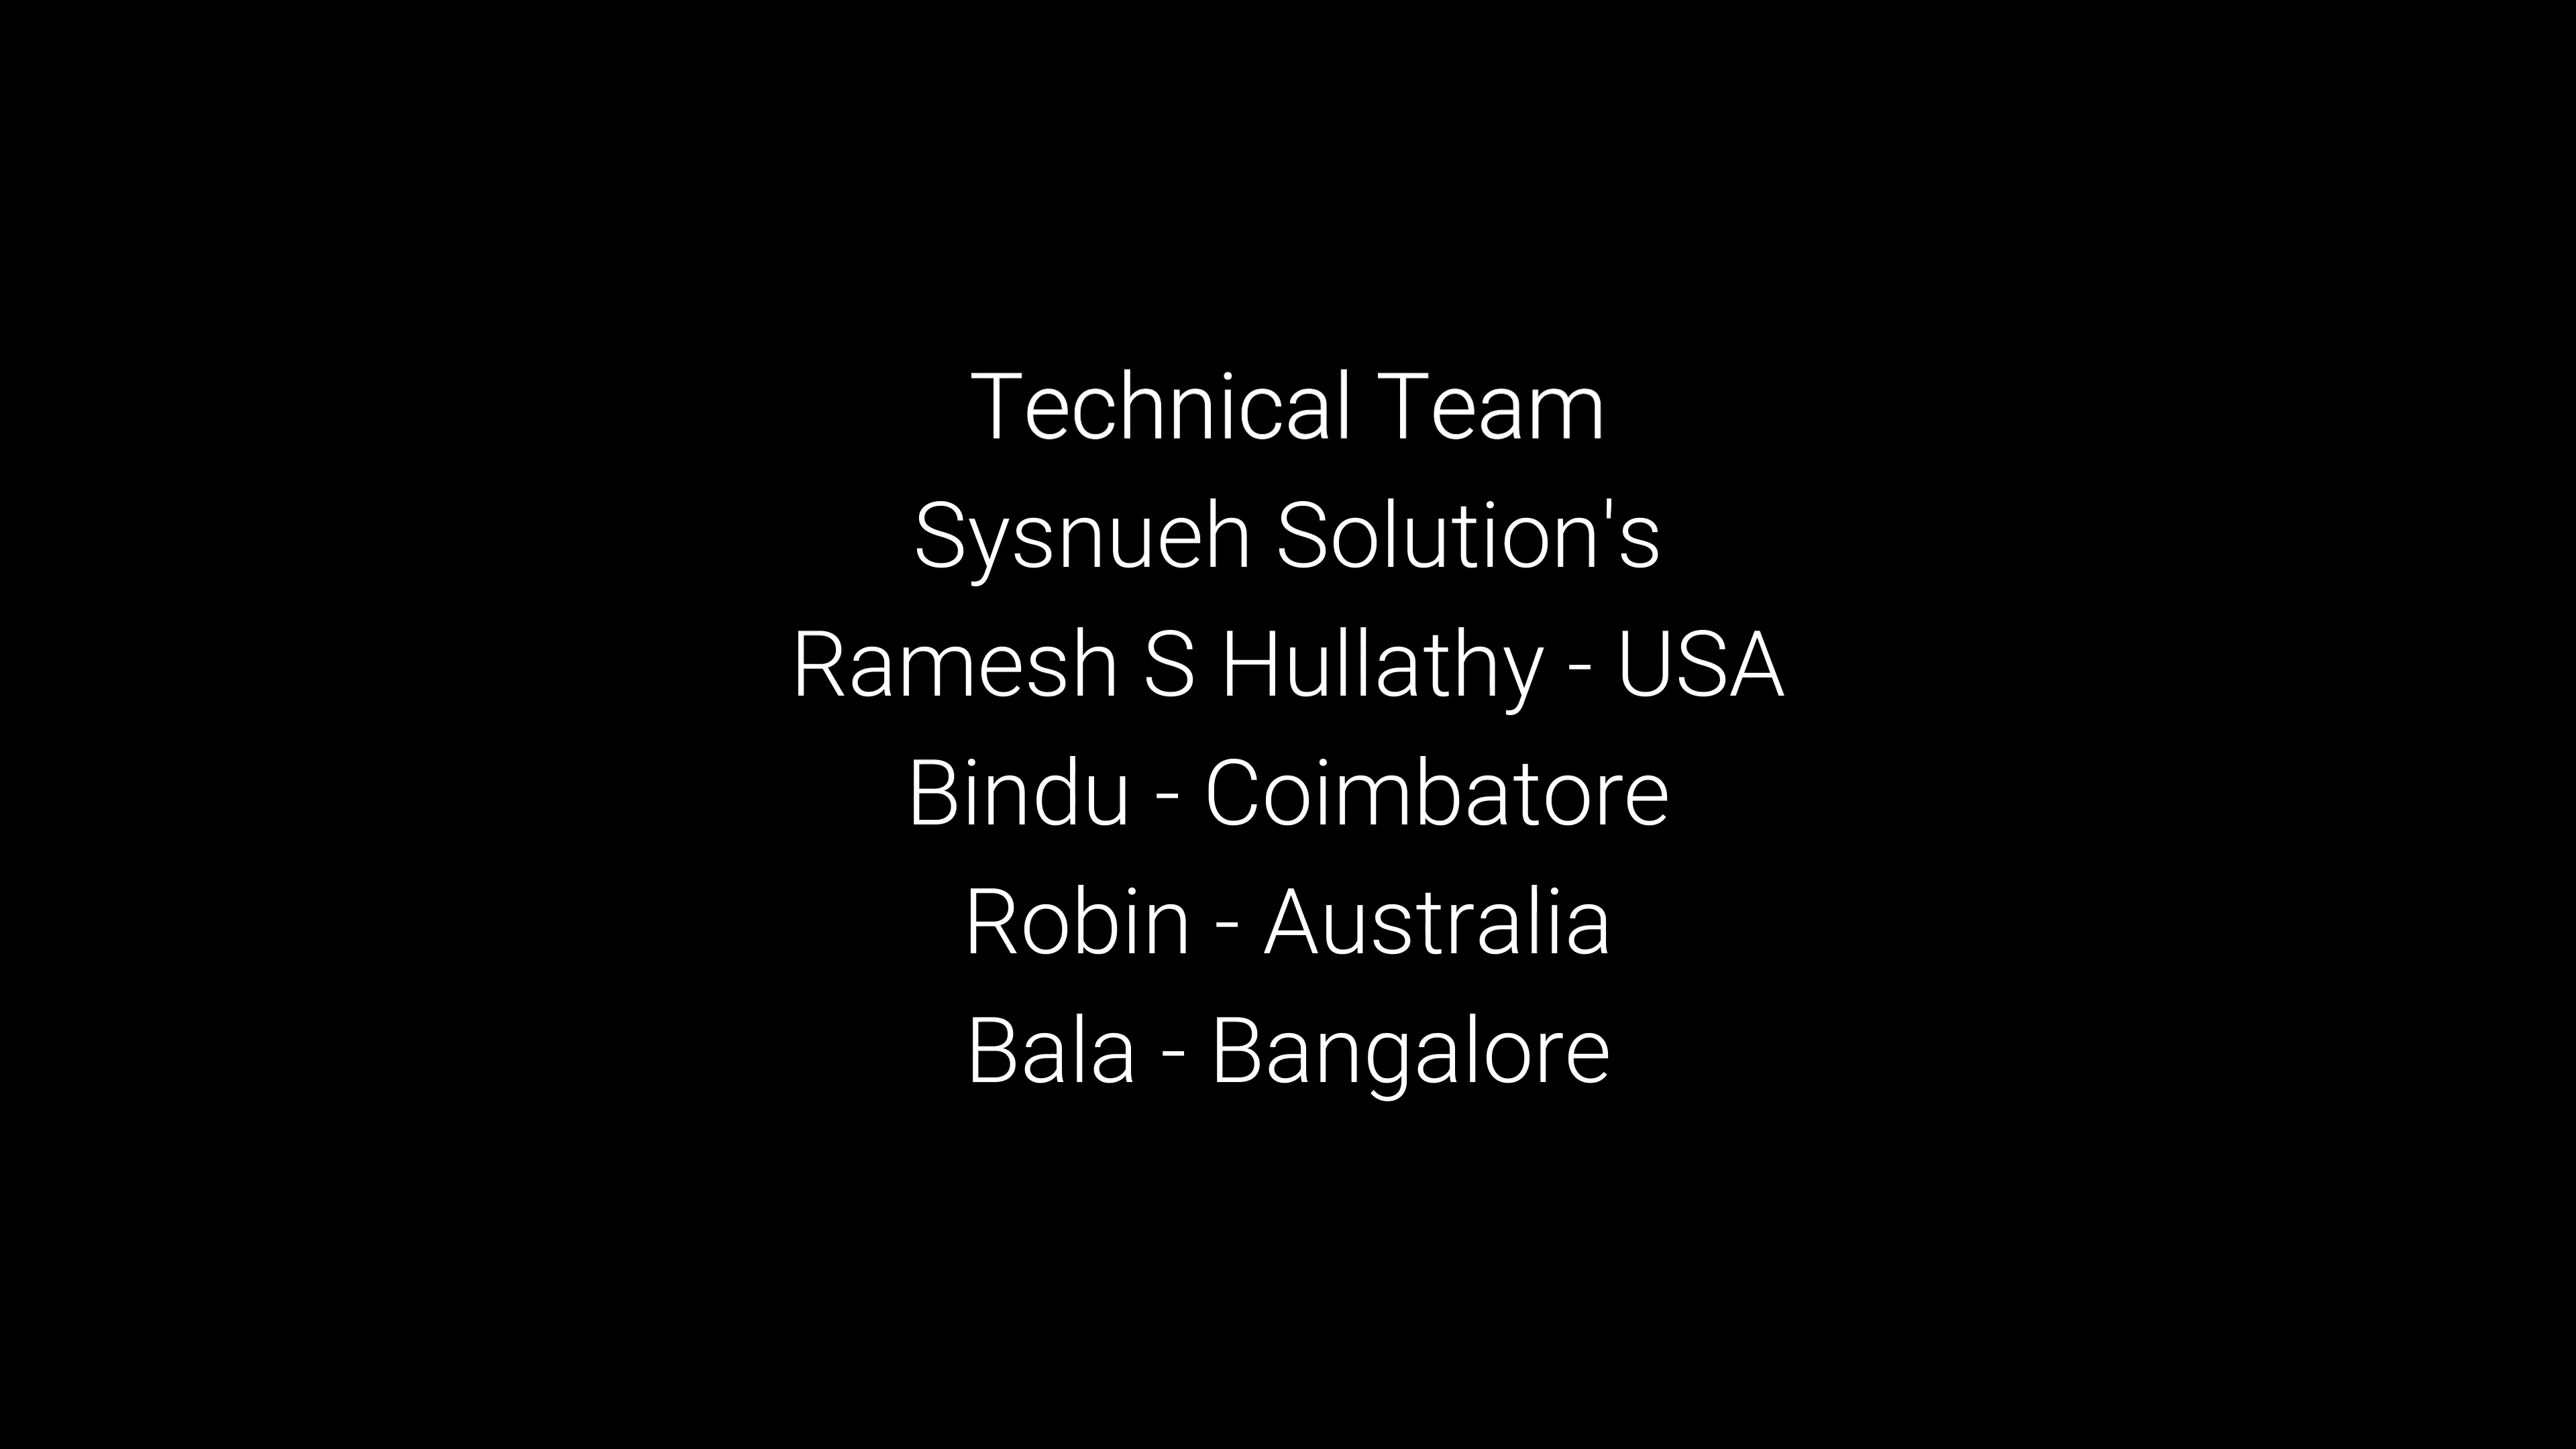 Technical Team
Sysnueh Solution's
Ramesh S Hullathy - USA
Bindu - Coimbatore
Robin - Australia
Bala - Bangalore